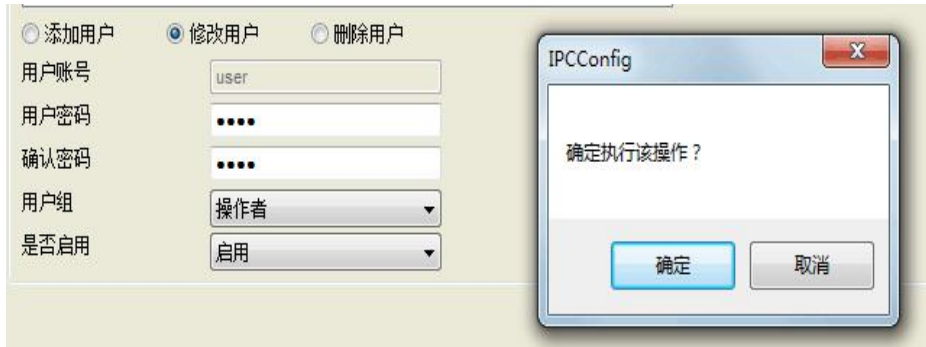 添加用户 修改用户 删除用户
用户账号 user
用户密码 ••••
确认密码 ••••
用户组 操作者
是否启用 启用
IPCConfig
确定执行该操作？
确定 取消